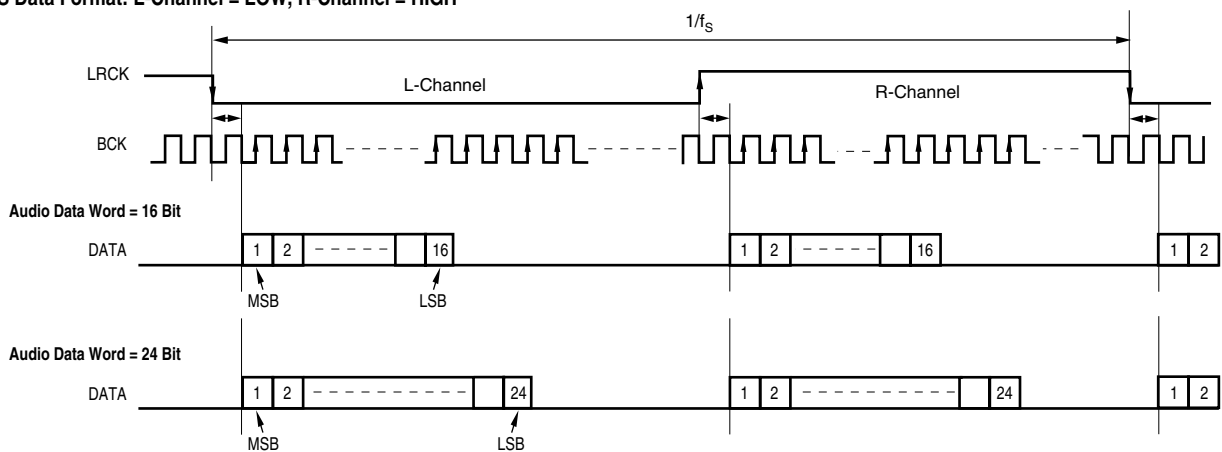 S Data Format: L-Channel = LOW, R-Channel = HIGH
1/fS
LRCK
L-Channel
R-Channel
BCK
Audio Data Word = 16 Bit
DATA
1 2 16
1 2 16
1 2
MSB
LSB
Audio Data Word = 24 Bit
DATA
1 2 24
1 2 24
1 2
MSB
LSB